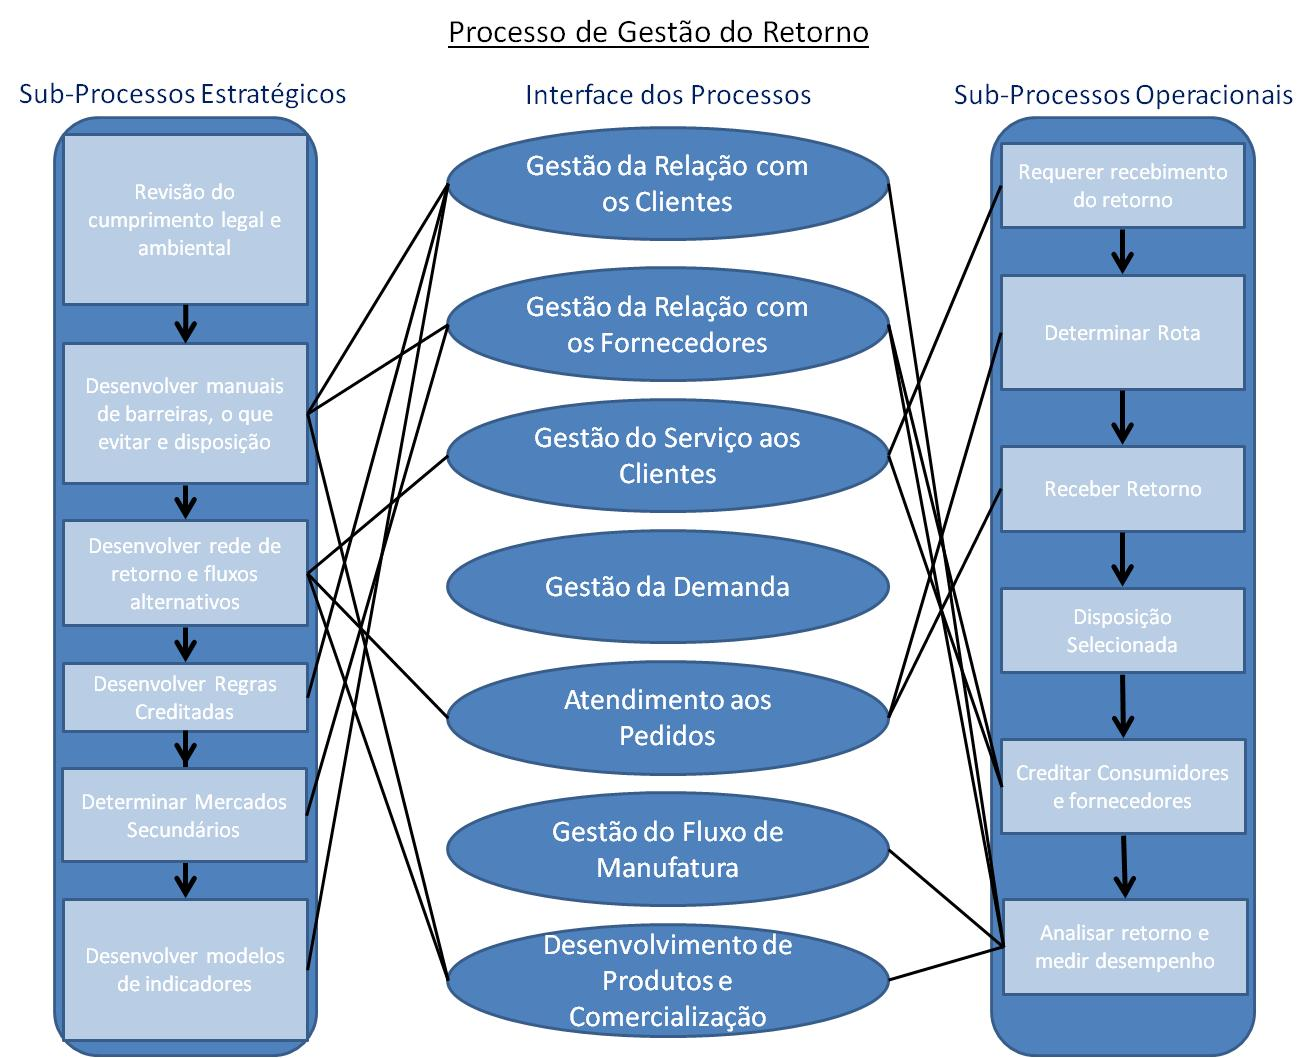 Processo de Gestão do Retorno
Sub-Processos Estratégicos
Revisão do
cumprimento legal e
ambiental
Desenvolver manuais
de barreiras, o que
evitar e disposição
Desenvolver rede de
retorno e fluxos
alternativos
Desenvolver Regras
Creditadas
Determinar Mercados
Secundários
Desenvolver modelos
de indicadores
Interface dos Processos
Gestão da Relação com
os Clientes
Gestão da Relação com
os Fornecedores
Gestão do Serviço aos
Clientes
Gestão da Demanda
Atendimento aos
Pedidos
Gestão do Fluxo de
Manufatura
Desenvolvimento de
Produtos e
Comercialização
Sub-Processos Operacionais
Requerer recebimento
do retorno
Determinar Rota
Receber Retorno
Disposição
Selecionada
Creditar Consumidores
e fornecedores
Analisar retorno e
medir desempenho